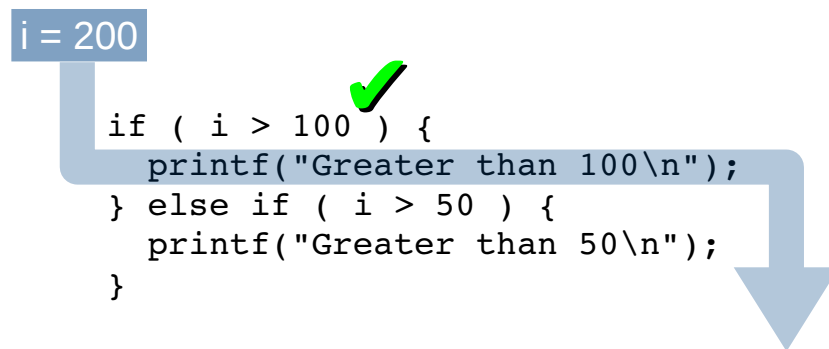 i = 200
if ( i > 100 ) {
  printf("Greater than 100\n");
} else if ( i > 50 ) {
  printf("Greater than 50\n");
}